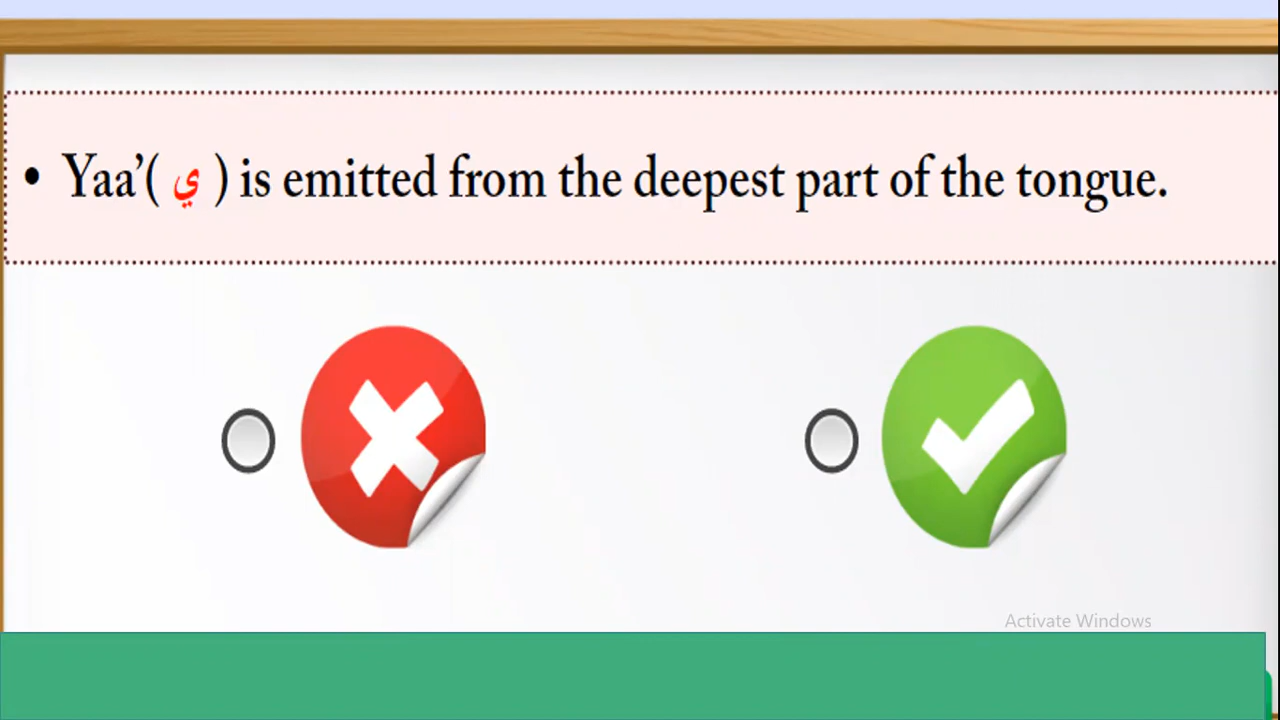 • Yaa’( ي ) is emitted from the deepest part of the tongue.
Activate Windows